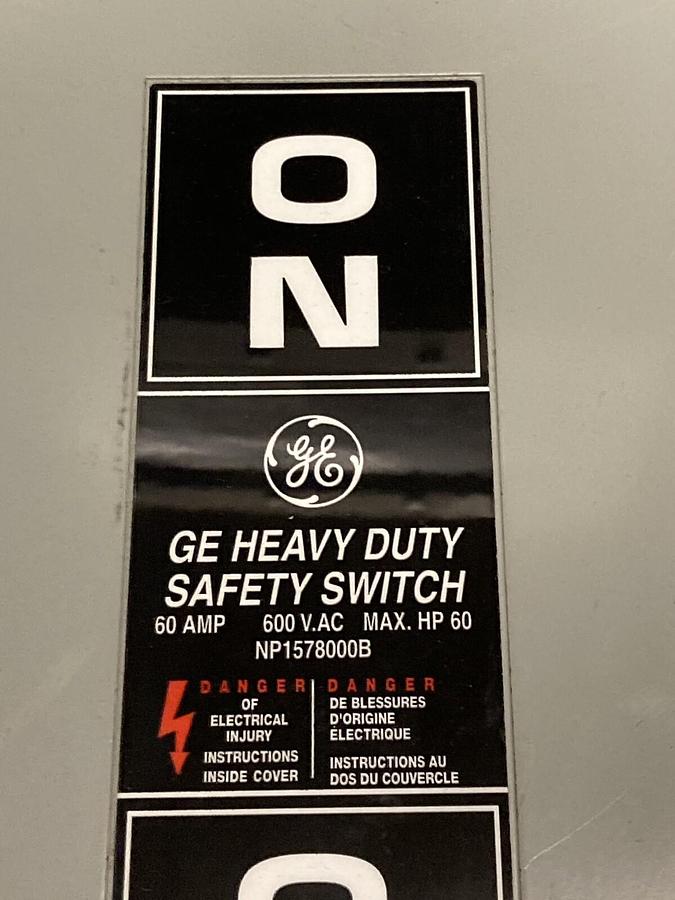 O
N
GE
GE HEAVY DUTY
SAFETY SWITCH
60 AMP 600 V.AC MAX. HP 60
NP1578000B
DANGER
OF
ELECTRICAL
INJURY
INSTRUCTIONS
INSIDE COVER
DANGER
DE BLESSURES
D'ORIGINE
ÉLECTRIQUE
INSTRUCTIONS AU
DOS DU COUVERCLE
O